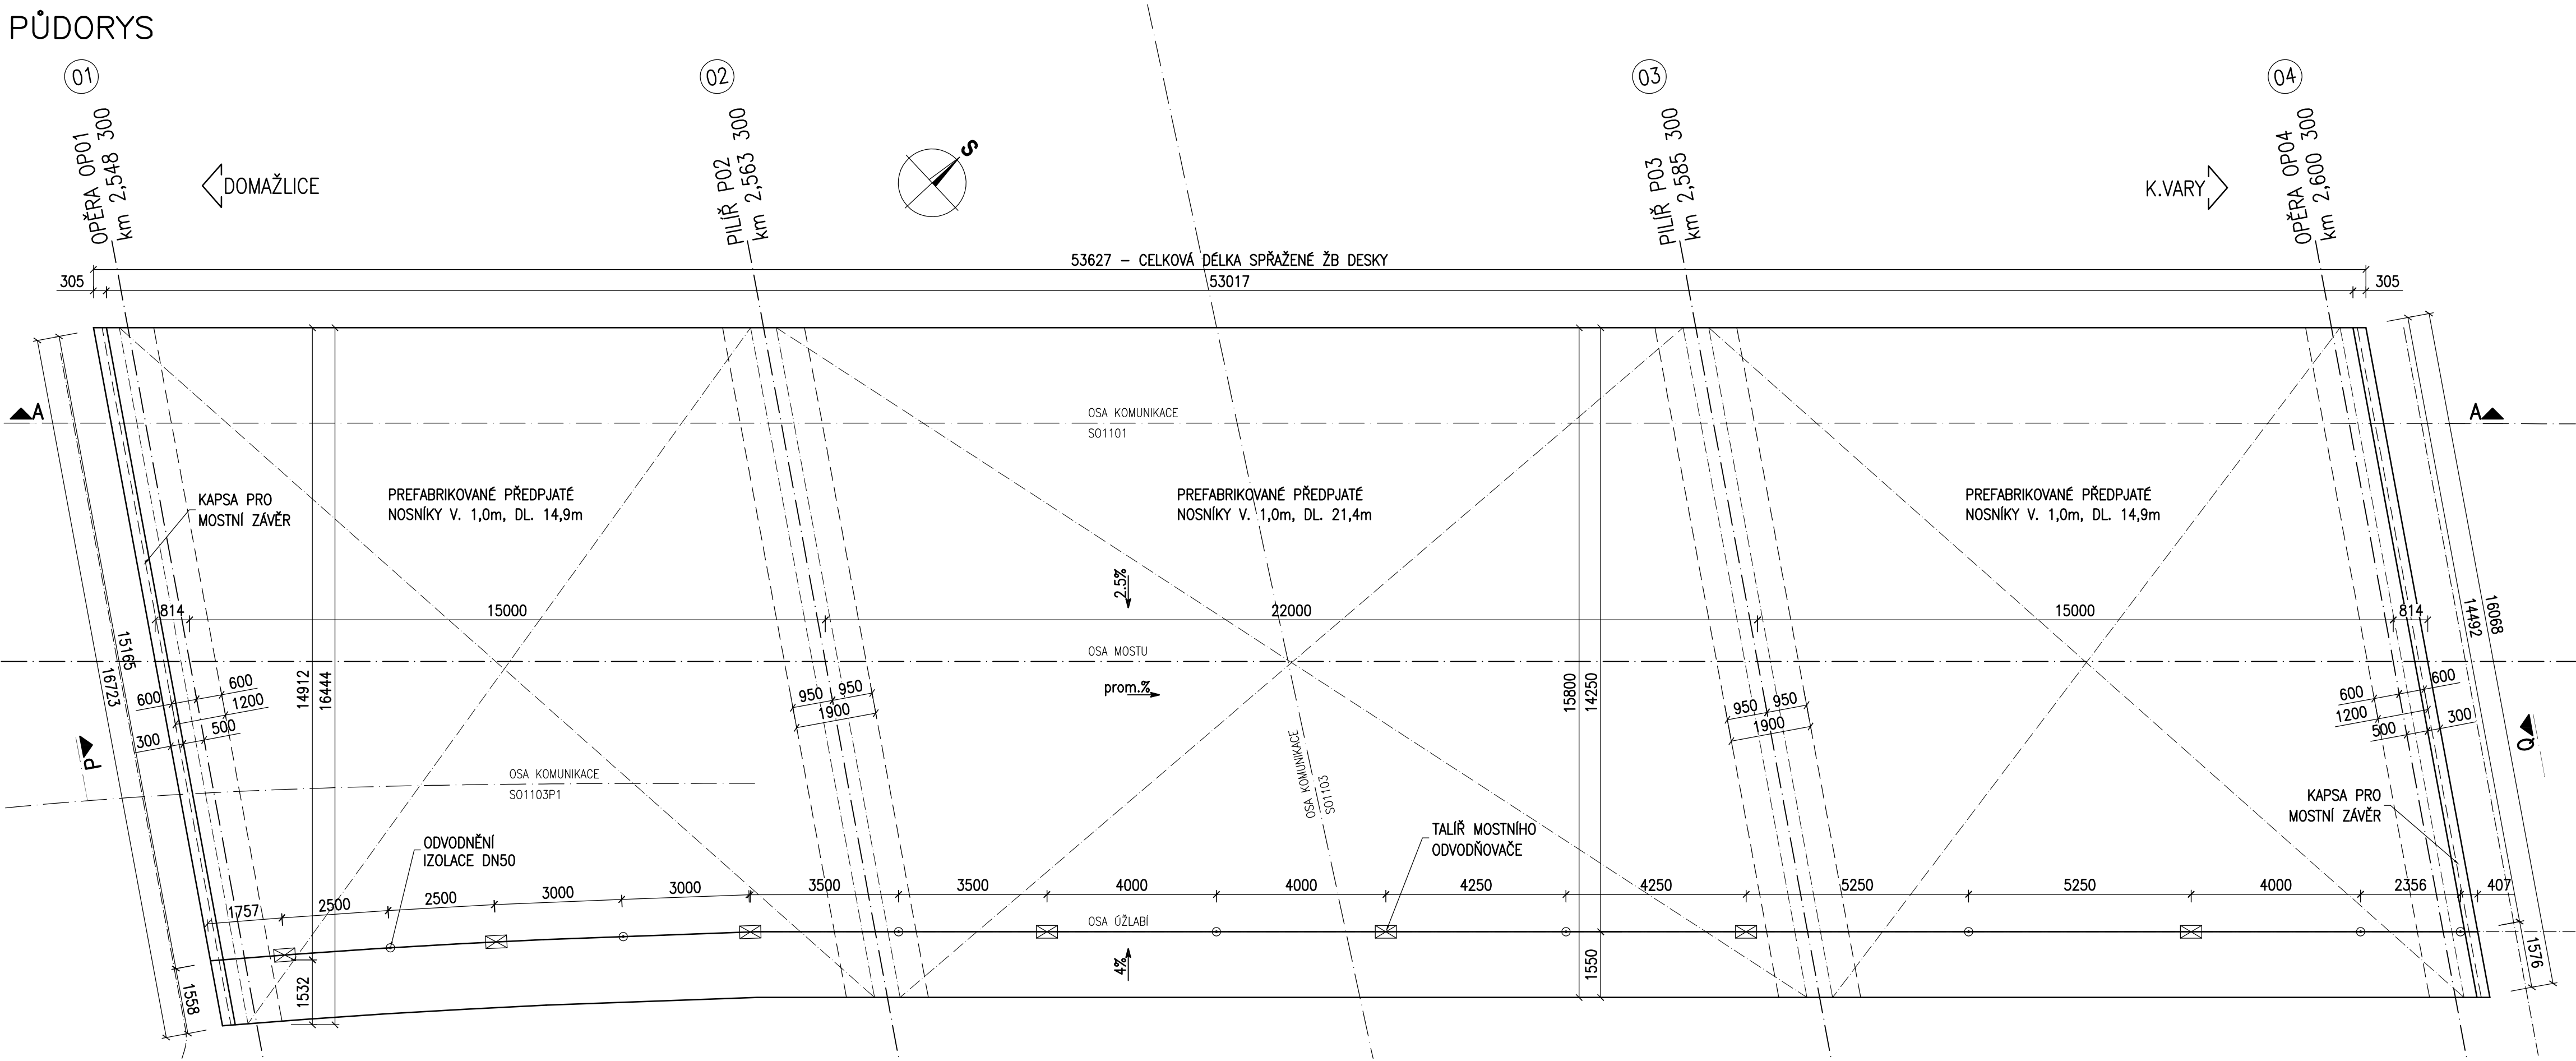 PŮDORYS
01
02
03
04
OPĚRA OP01
km 2,548 300
PILÍŘ P02
km 2,563 300
PILÍŘ P03
km 2,585 300
OPĚRA OP04
km 2,600 300
DOMAŽLICE
S
K.VARY
53627 – CELKOVÁ DÉLKA SPŘAŽENÉ ŽB DESKY
305
53017
305
A
OSA KOMUNIKACE
SO1101
A
KAPSA PRO
MOSTNÍ ZÁVĚR
PREFABRIKOVANÉ PŘEDPJATÉ
NOSNÍKY V. 1,0m, DL. 14,9m
PREFABRIKOVANÉ PŘEDPJATÉ
NOSNÍKY V. 1,0m, DL. 21,4m
PREFABRIKOVANÉ PŘEDPJATÉ
NOSNÍKY V. 1,0m, DL. 14,9m
2.5%
814
15000
22000
15000
814
15165
16723
14492
16068
OSA MOSTU
prom.%
600
600
1200
500
300
14912
16444
950
950
1900
15800
14250
950
950
1900
600
600
1200
500
300
P
Q
OSA KOMUNIKACE
SO1103P1
OSA KOMUNIKACE
SO1103
KAPSA PRO
MOSTNÍ ZÁVĚR
ODVODNĚNÍ
IZOLACE DN50
TALÍŘ MOSTNÍHO
ODVODŇOVAČE
1757
2500
2500
3000
3000
3500
3500
4000
4000
4250
4250
5250
5250
4000
2356
407
OSA ÚŽLABÍ
4%
1558
1532
1550
1576